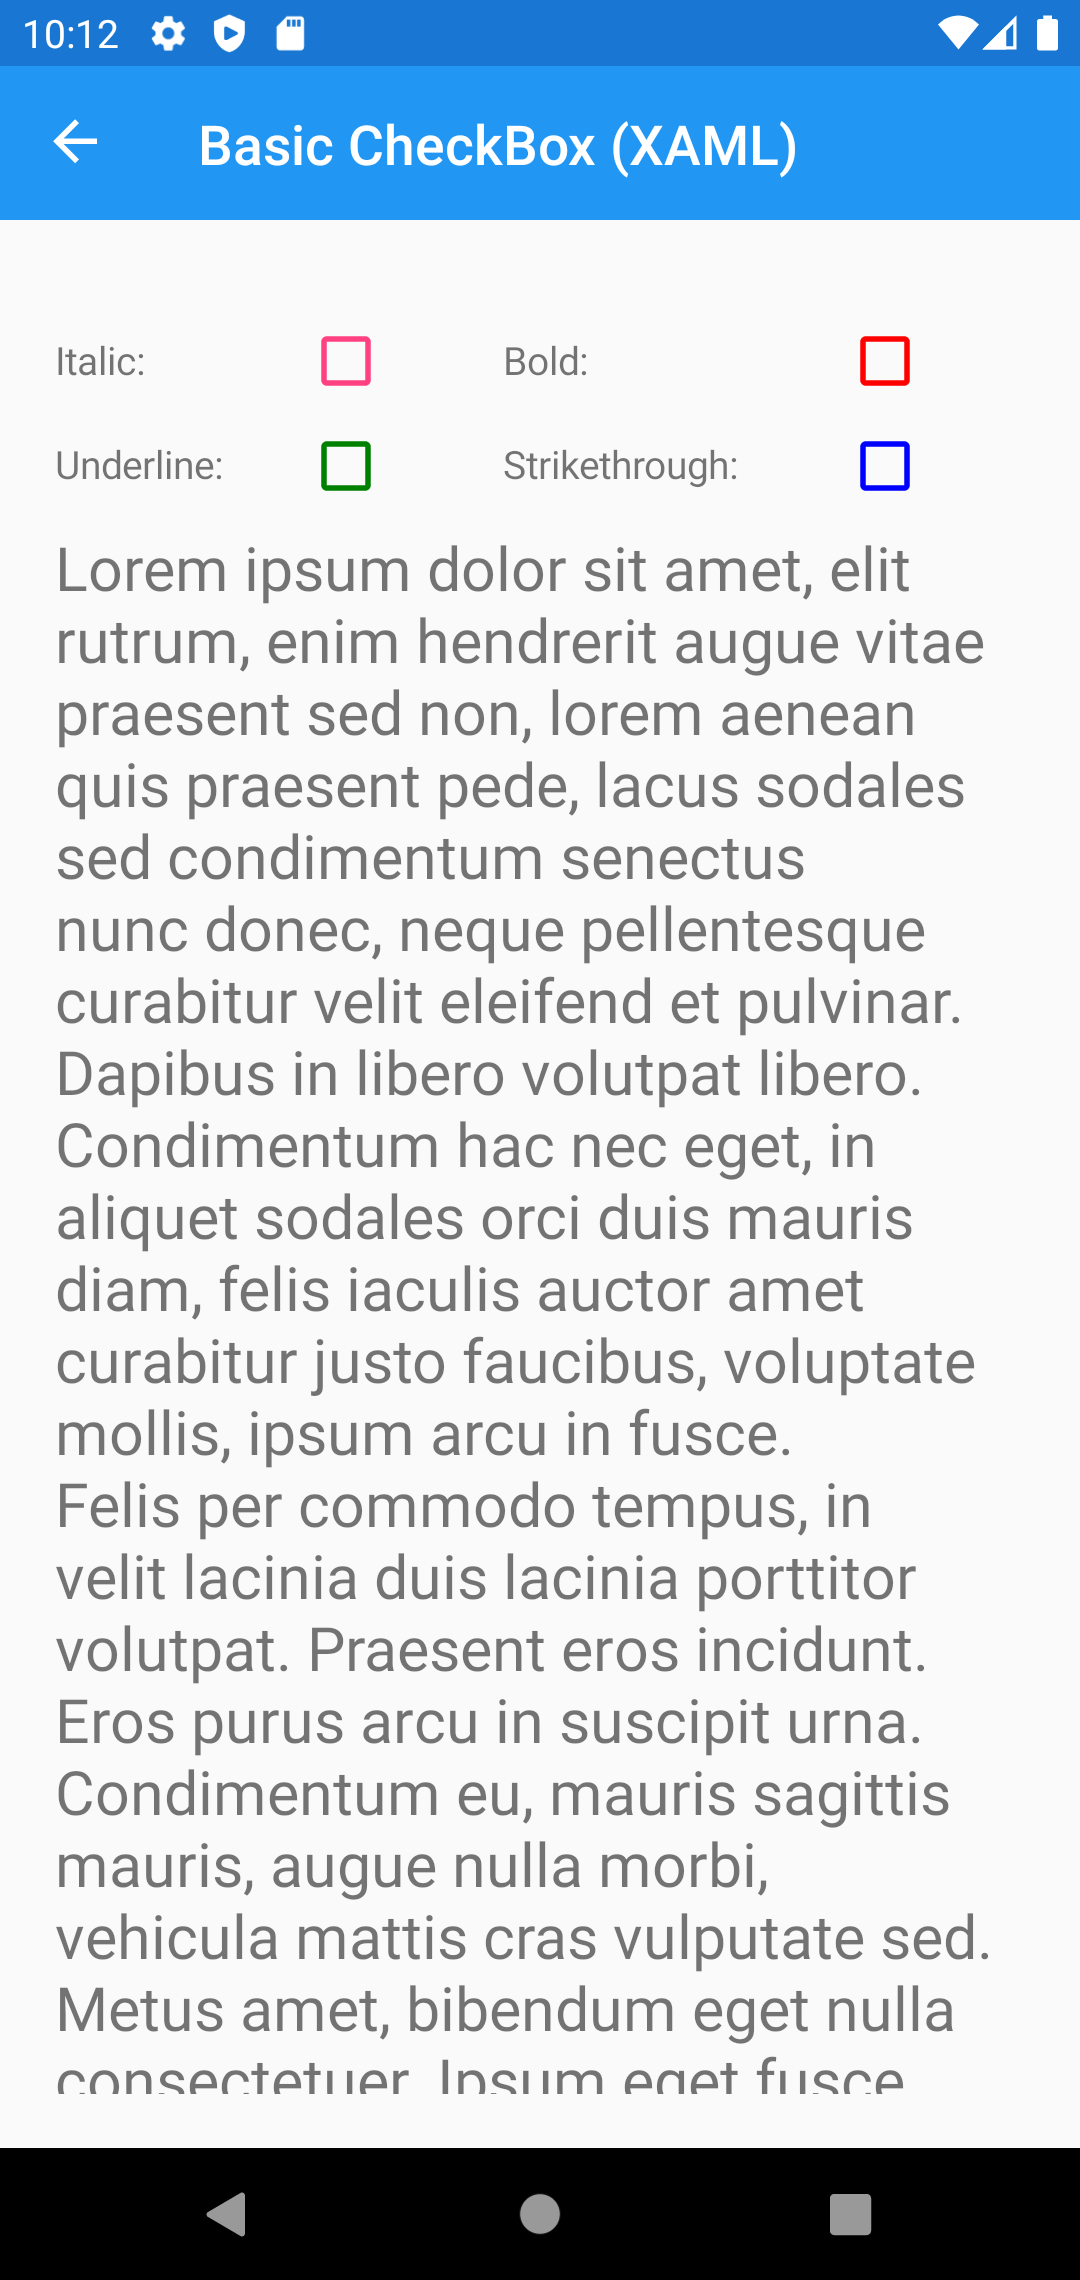 10:12
Basic CheckBox (XAML)
Italic: Bold:
Underline: Strikethrough:
Lorem ipsum dolor sit amet, elit
rutrum, enim hendrerit augue vitae
praesent sed non, lorem aenean
quis praesent pede, lacus sodales
sed condimentum senectus
nunc donec, neque pellentesque
curabitur velit eleifend et pulvinar.
Dapibus in libero volutpat libero.
Condimentum hac nec eget, in
aliquet sodales orci duis mauris
diam, felis iaculis auctor amet
curabitur justo faucibus, voluptate
mollis, ipsum arcu in fusce.
Felis per commodo tempus, in
velit lacinia duis lacinia porttitor
volutpat. Praesent eros incidunt.
Eros purus arcu in suscipit urna.
Condimentum eu, mauris sagittis
mauris, augue nulla morbi,
vehicula mattis cras vulputate sed.
Metus amet, bibendum eget nulla
consectetuer. Ipsum eget fusce